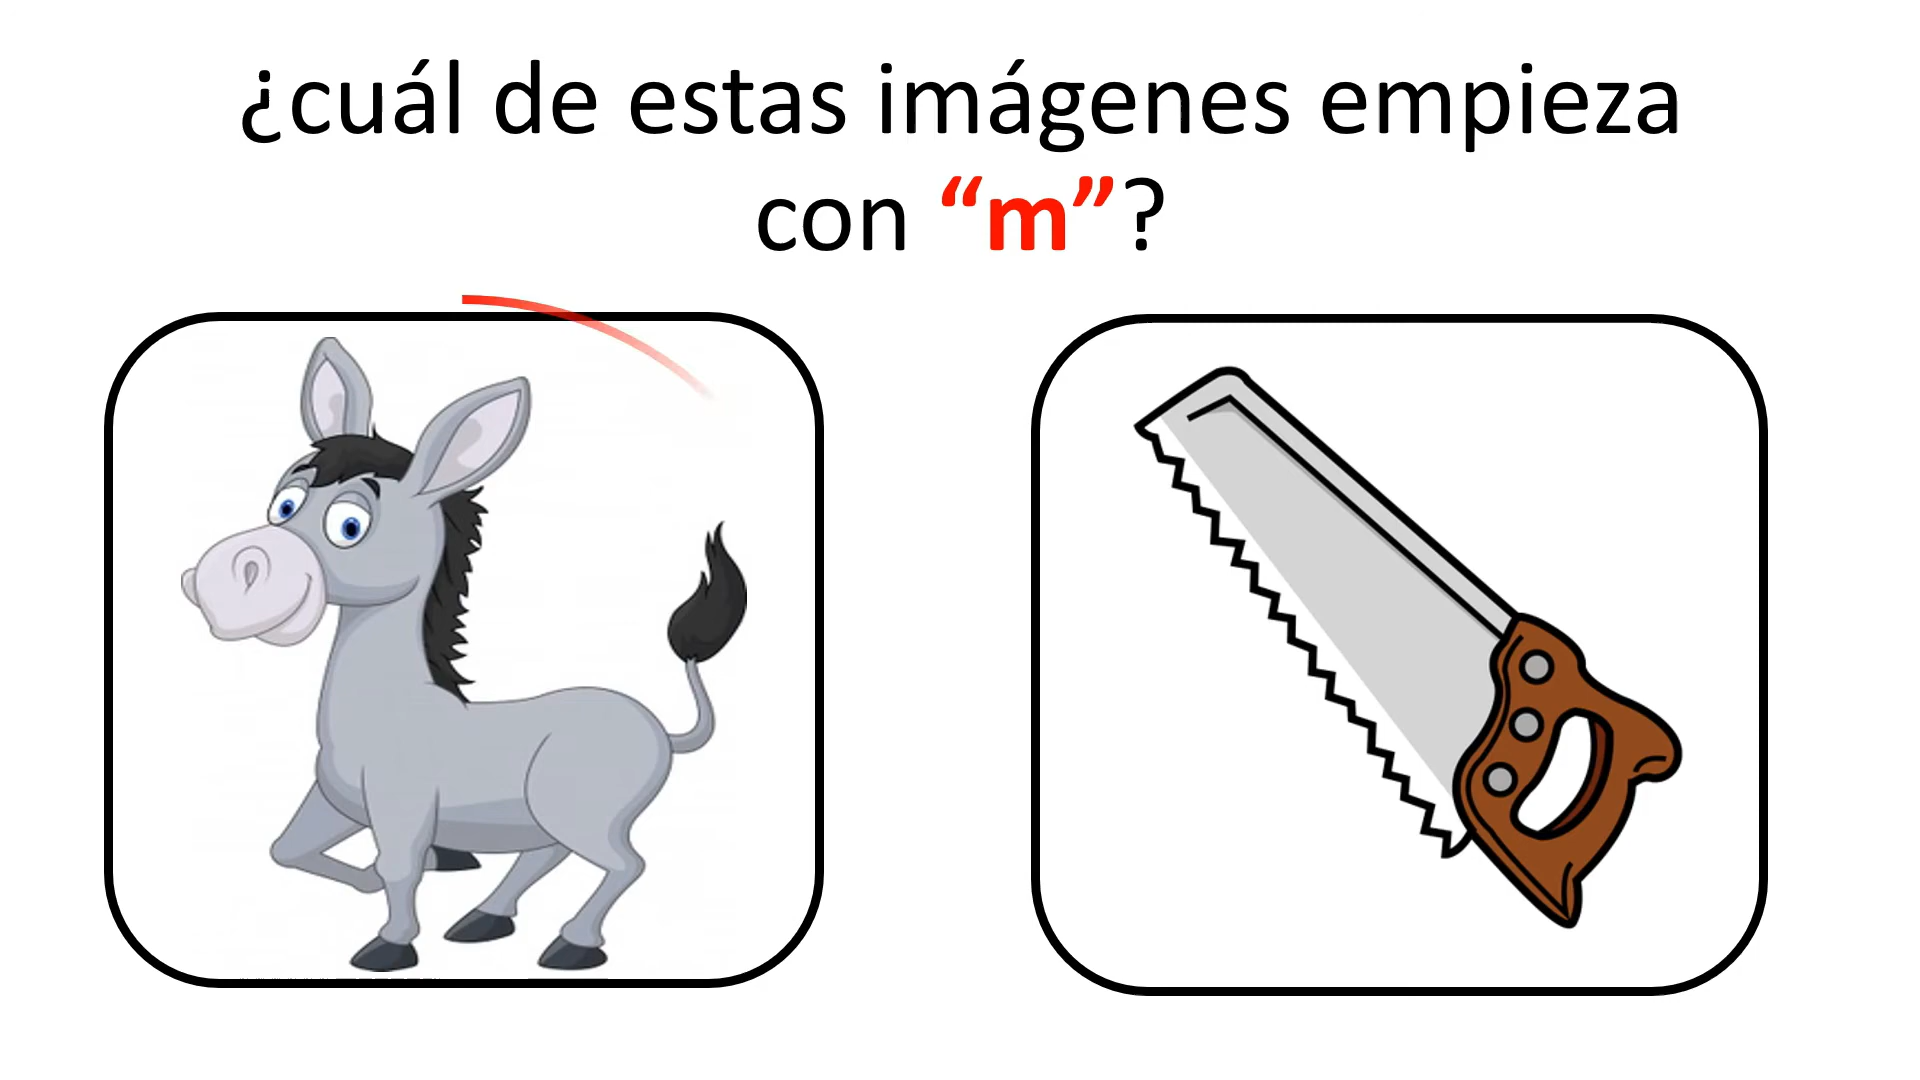 ¿cuál de estas imágenes empieza
con “m”?